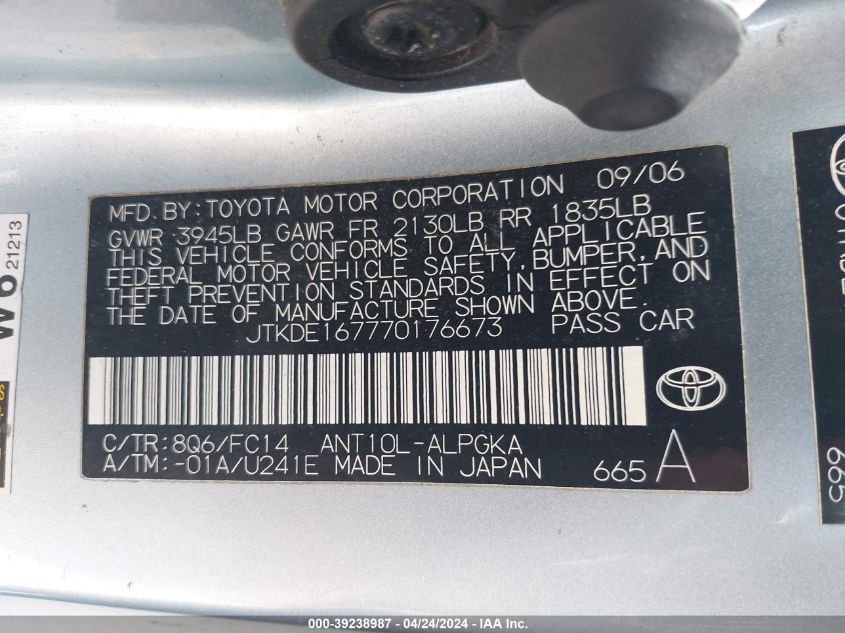 MFD. BY: TOYOTA MOTOR CORPORATION 09/06
GVWR 3945LB GAWR FR 2130LB RR 1835LB
THIS VEHICLE CONFORMS TO ALL APPLICABLE
FEDERAL MOTOR VEHICLE SAFETY, BUMPER, AND
THEFT PREVENTION STANDARDS IN EFFECT ON
THE DATE OF MANUFACTURE SHOWN ABOVE.
JTKDE167770176673 PASS CAR
C/TR: 8Q6/FC14 ANT10L-ALPGKA
A/TM: -01A/U241E MADE IN JAPAN 665 A
W6
21213
665
000-39238987 - 04/24/2024 - IAA Inc.